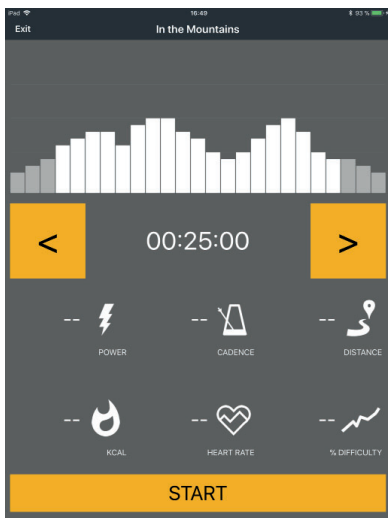 iPad 16:49 93 %
Exit In the Mountains
< 00:25:00 >
-- -- --
POWER CADENCE DISTANCE
-- -- --
KCAL HEART RATE % DIFFICULTY
START